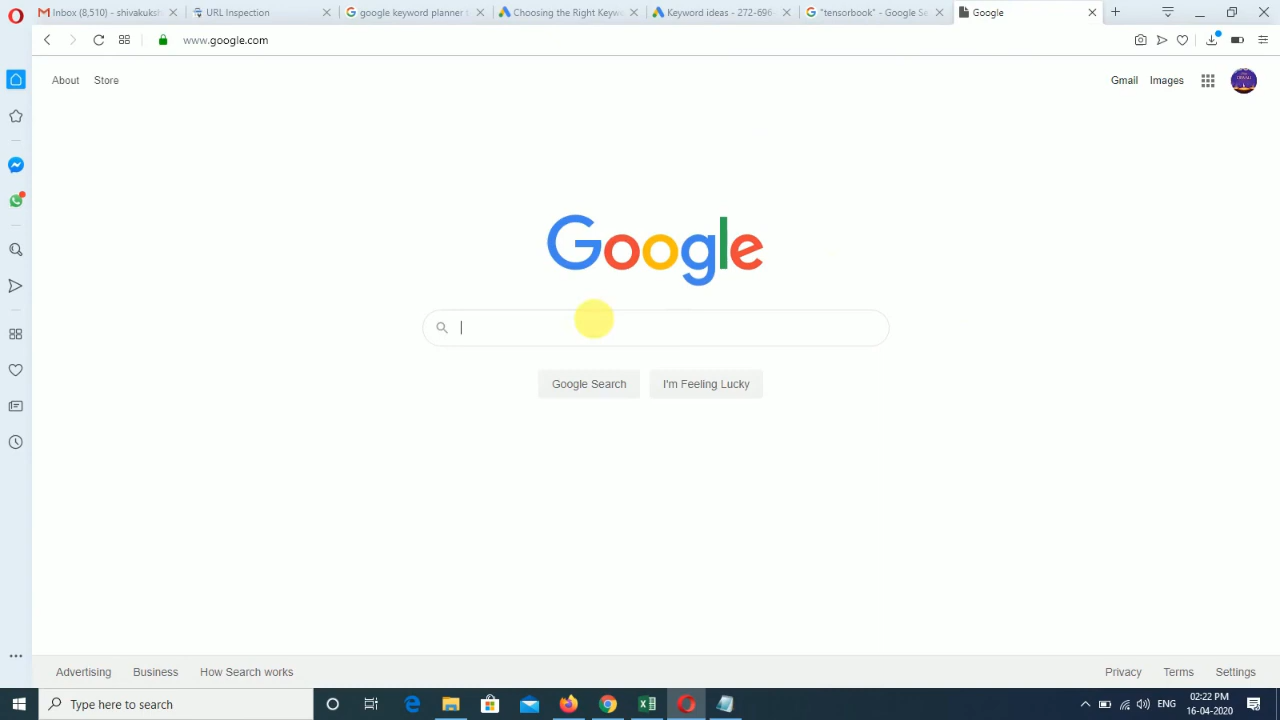 Inbox (8,510) - shivakuksh
URL Inspection
google keyword planner t
Choosing the Right Keyw
Keyword ideas - 272-696-
"tensorbook" - Google Se
Google
www.google.com
About
Store
Gmail
Images
Google
Google Search
I'm Feeling Lucky
Advertising
Business
How Search works
Privacy
Terms
Settings
Type here to search
ENG
02:22 PM
16-04-2020